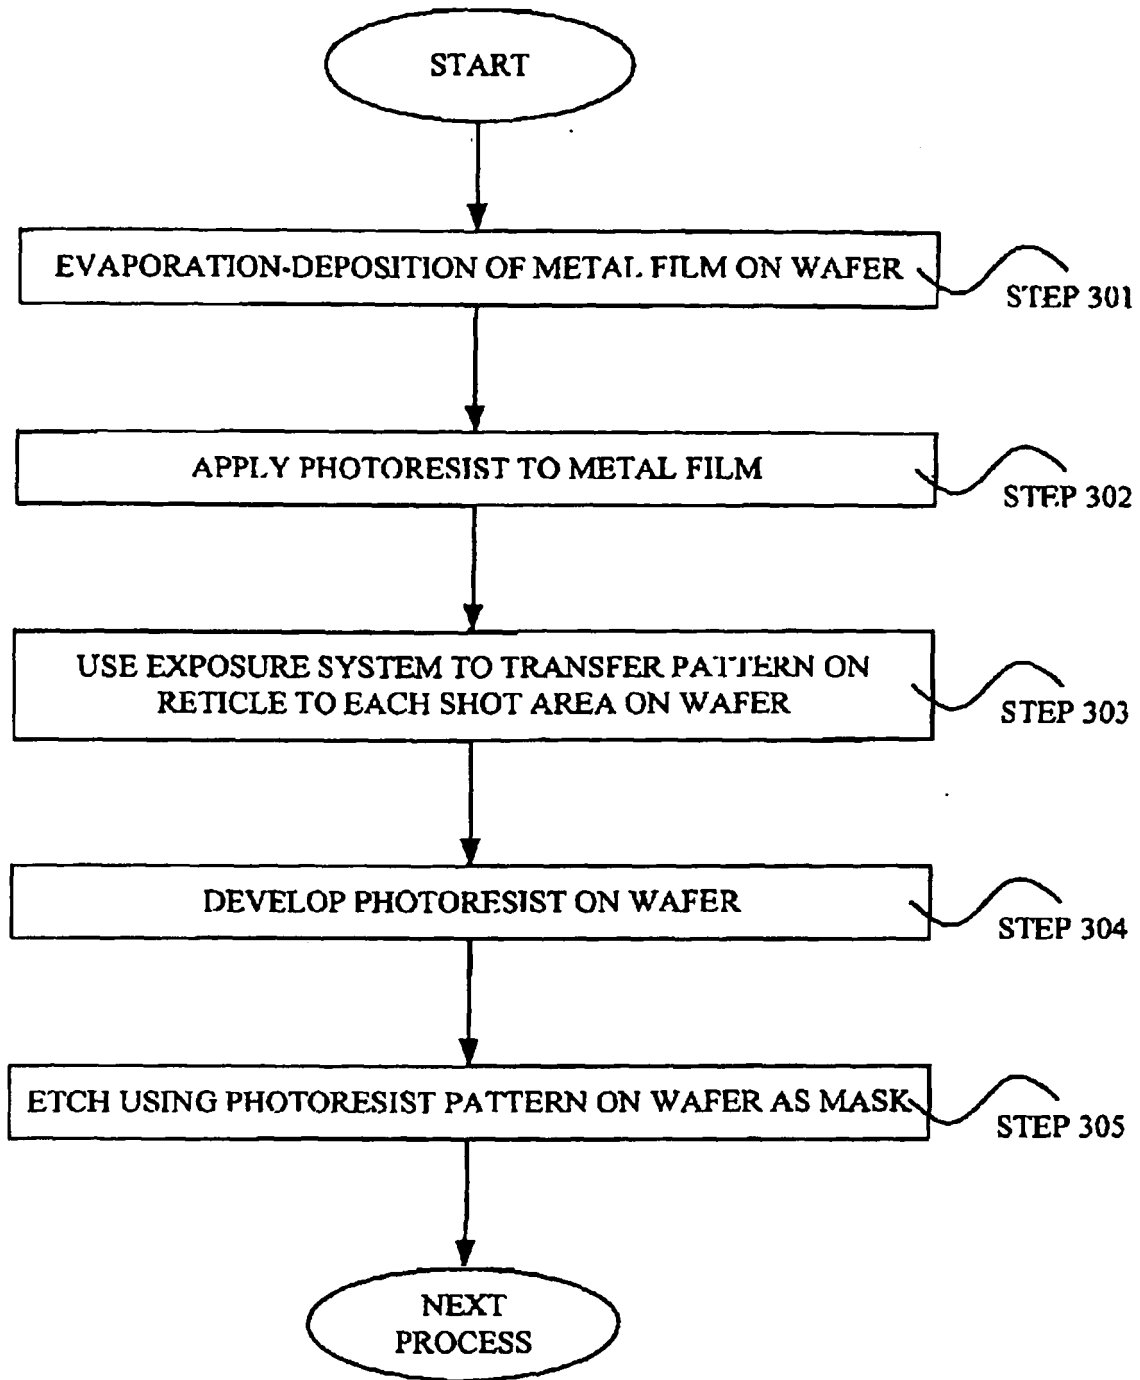 START
EVAPORATION-DEPOSITION OF METAL FILM ON WAFER
STEP 301
APPLY PHOTORESIST TO METAL FILM
STEP 302
USE EXPOSURE SYSTEM TO TRANSFER PATTERN ON
RETICLE TO EACH SHOT AREA ON WAFER
STEP 303
DEVELOP PHOTORESIST ON WAFER
STEP 304
ETCH USING PHOTORESIST PATTERN ON WAFER AS MASK
STEP 305
NEXT
PROCESS